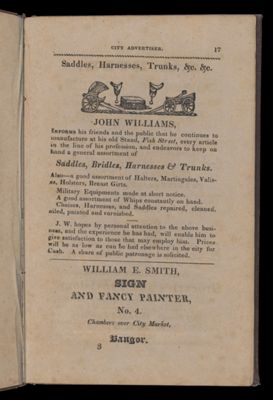 CITY ADVERTISER. 17
Saddles, Harnesses, Trunks, &c. &c.
JOHN WILLIAMS,
INFORMS his friends and the public that he continues to
manufacture at his old Stand, Fish Street, every article
in the line of his profession, and endeavors to keep on
hand a general assortment of
Saddles, Bridles, Harnesses & Trunks.
Also—a good assortment of Halters, Martingales, Valis-
es, Holsters, Breast Girts.
Military Equipments made at short notice.
A good assortment of Whips constantly on hand.
Chaises, Harnesses, and Saddles repaired, cleaned,
oiled, painted and varnished.
J. W. hopes by personal attention to the above busi-
ness, and the experience he has had, will enable him to
give satisfaction to those that may employ him. Prices
will be as low as can be had elsewhere in the city for
Cash. A share of public patronage is solicited.
WILLIAM E. SMITH,
SIGN
AND FANCY PAINTER,
No. 4.
Chambers over City Market,
Bangor.
3